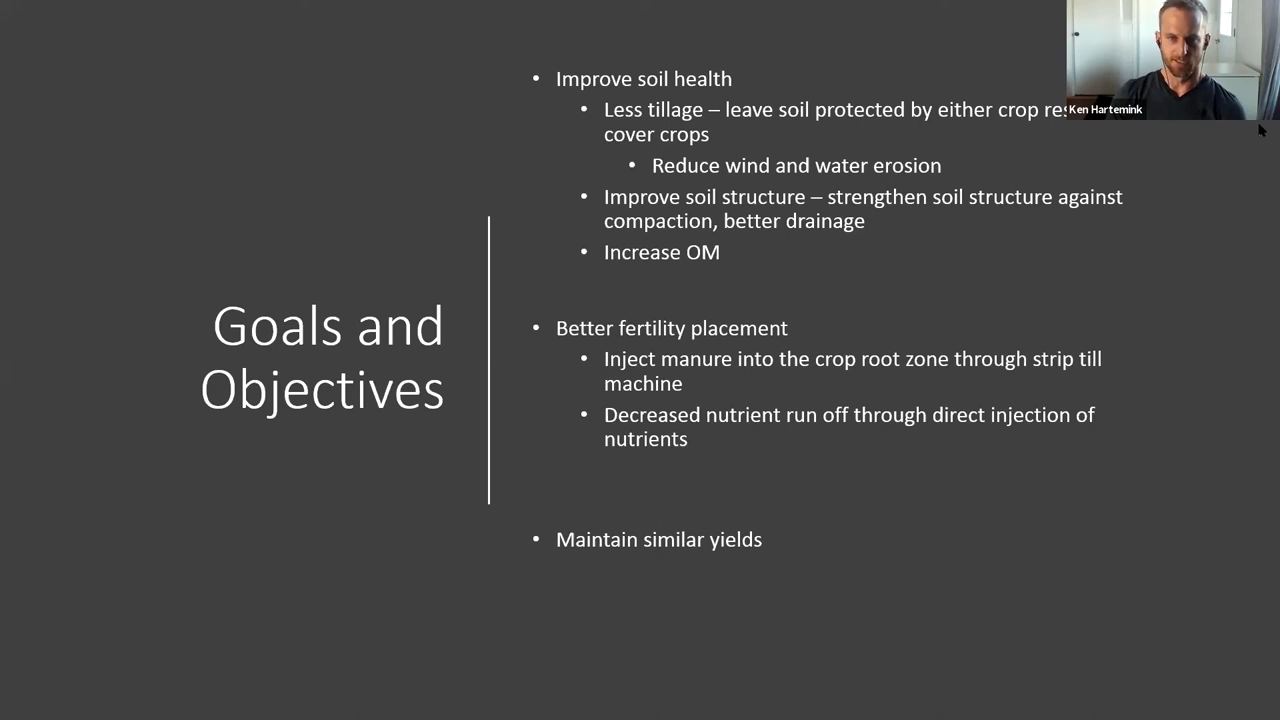 Goals and
Objectives
• Improve soil health
• Less tillage – leave soil protected by either crop
cover crops
• Reduce wind and water erosion
• Improve soil structure – strengthen soil structure against
compaction, better drainage
• Increase OM
• Better fertility placement
• Inject manure into the crop root zone through strip till
machine
• Decreased nutrient run off through direct injection of
nutrients
• Maintain similar yields
Ken Hartemink